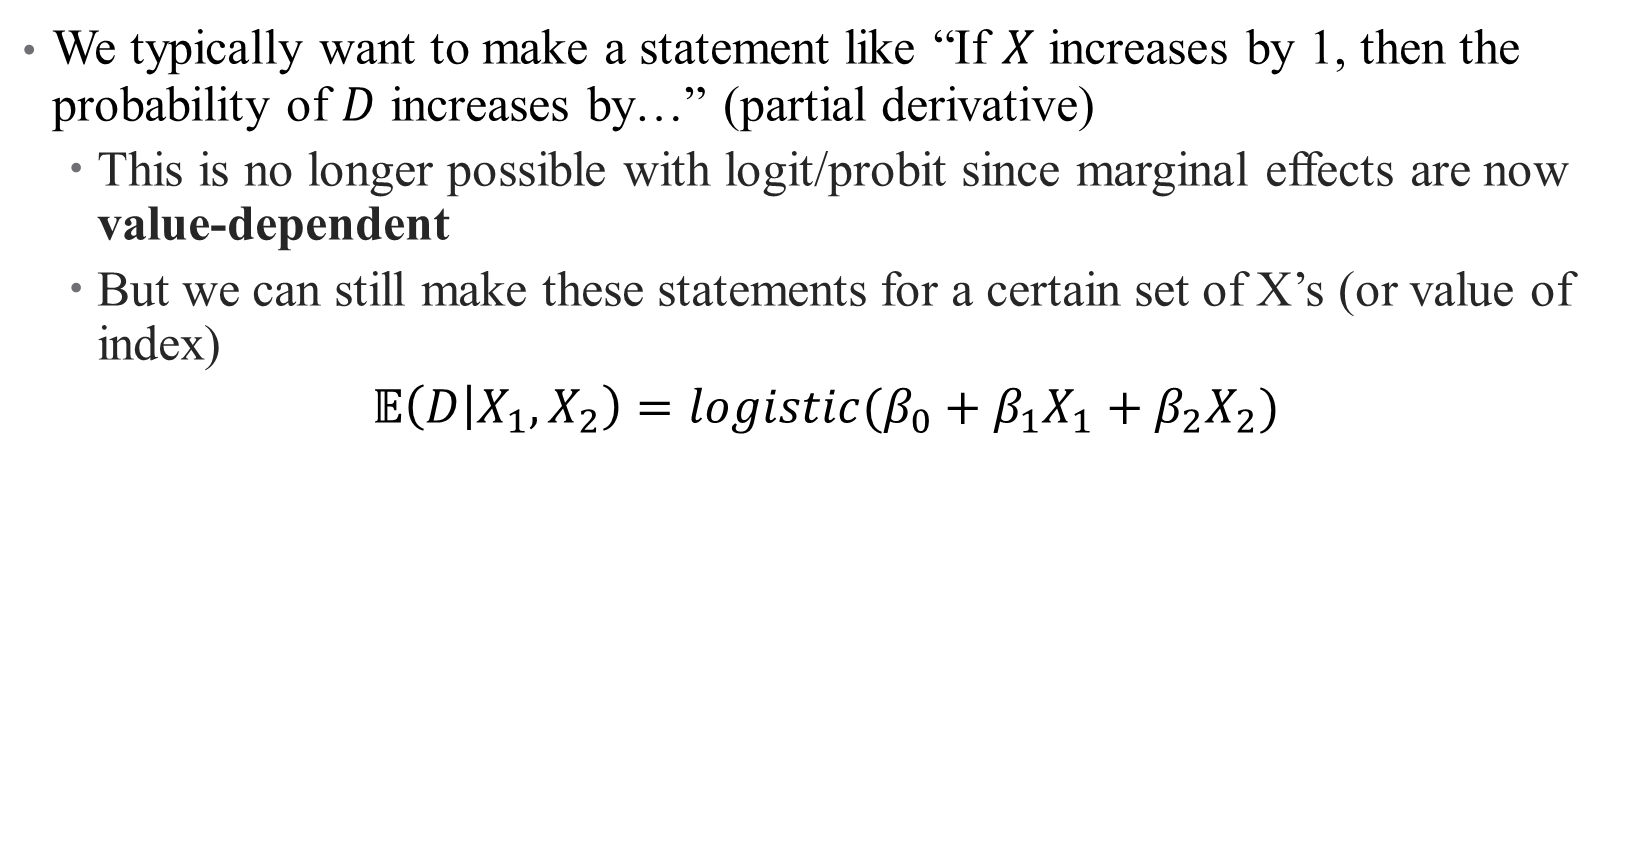 • We typically want to make a statement like “If X increases by 1, then the
probability of D increases by…” (partial derivative)
• This is no longer possible with logit/probit since marginal effects are now
value-dependent
• But we can still make these statements for a certain set of X’s (or value of
index)
𝔼(D|X₁, X₂) = logistic(β₀ + β₁X₁ + β₂X₂)